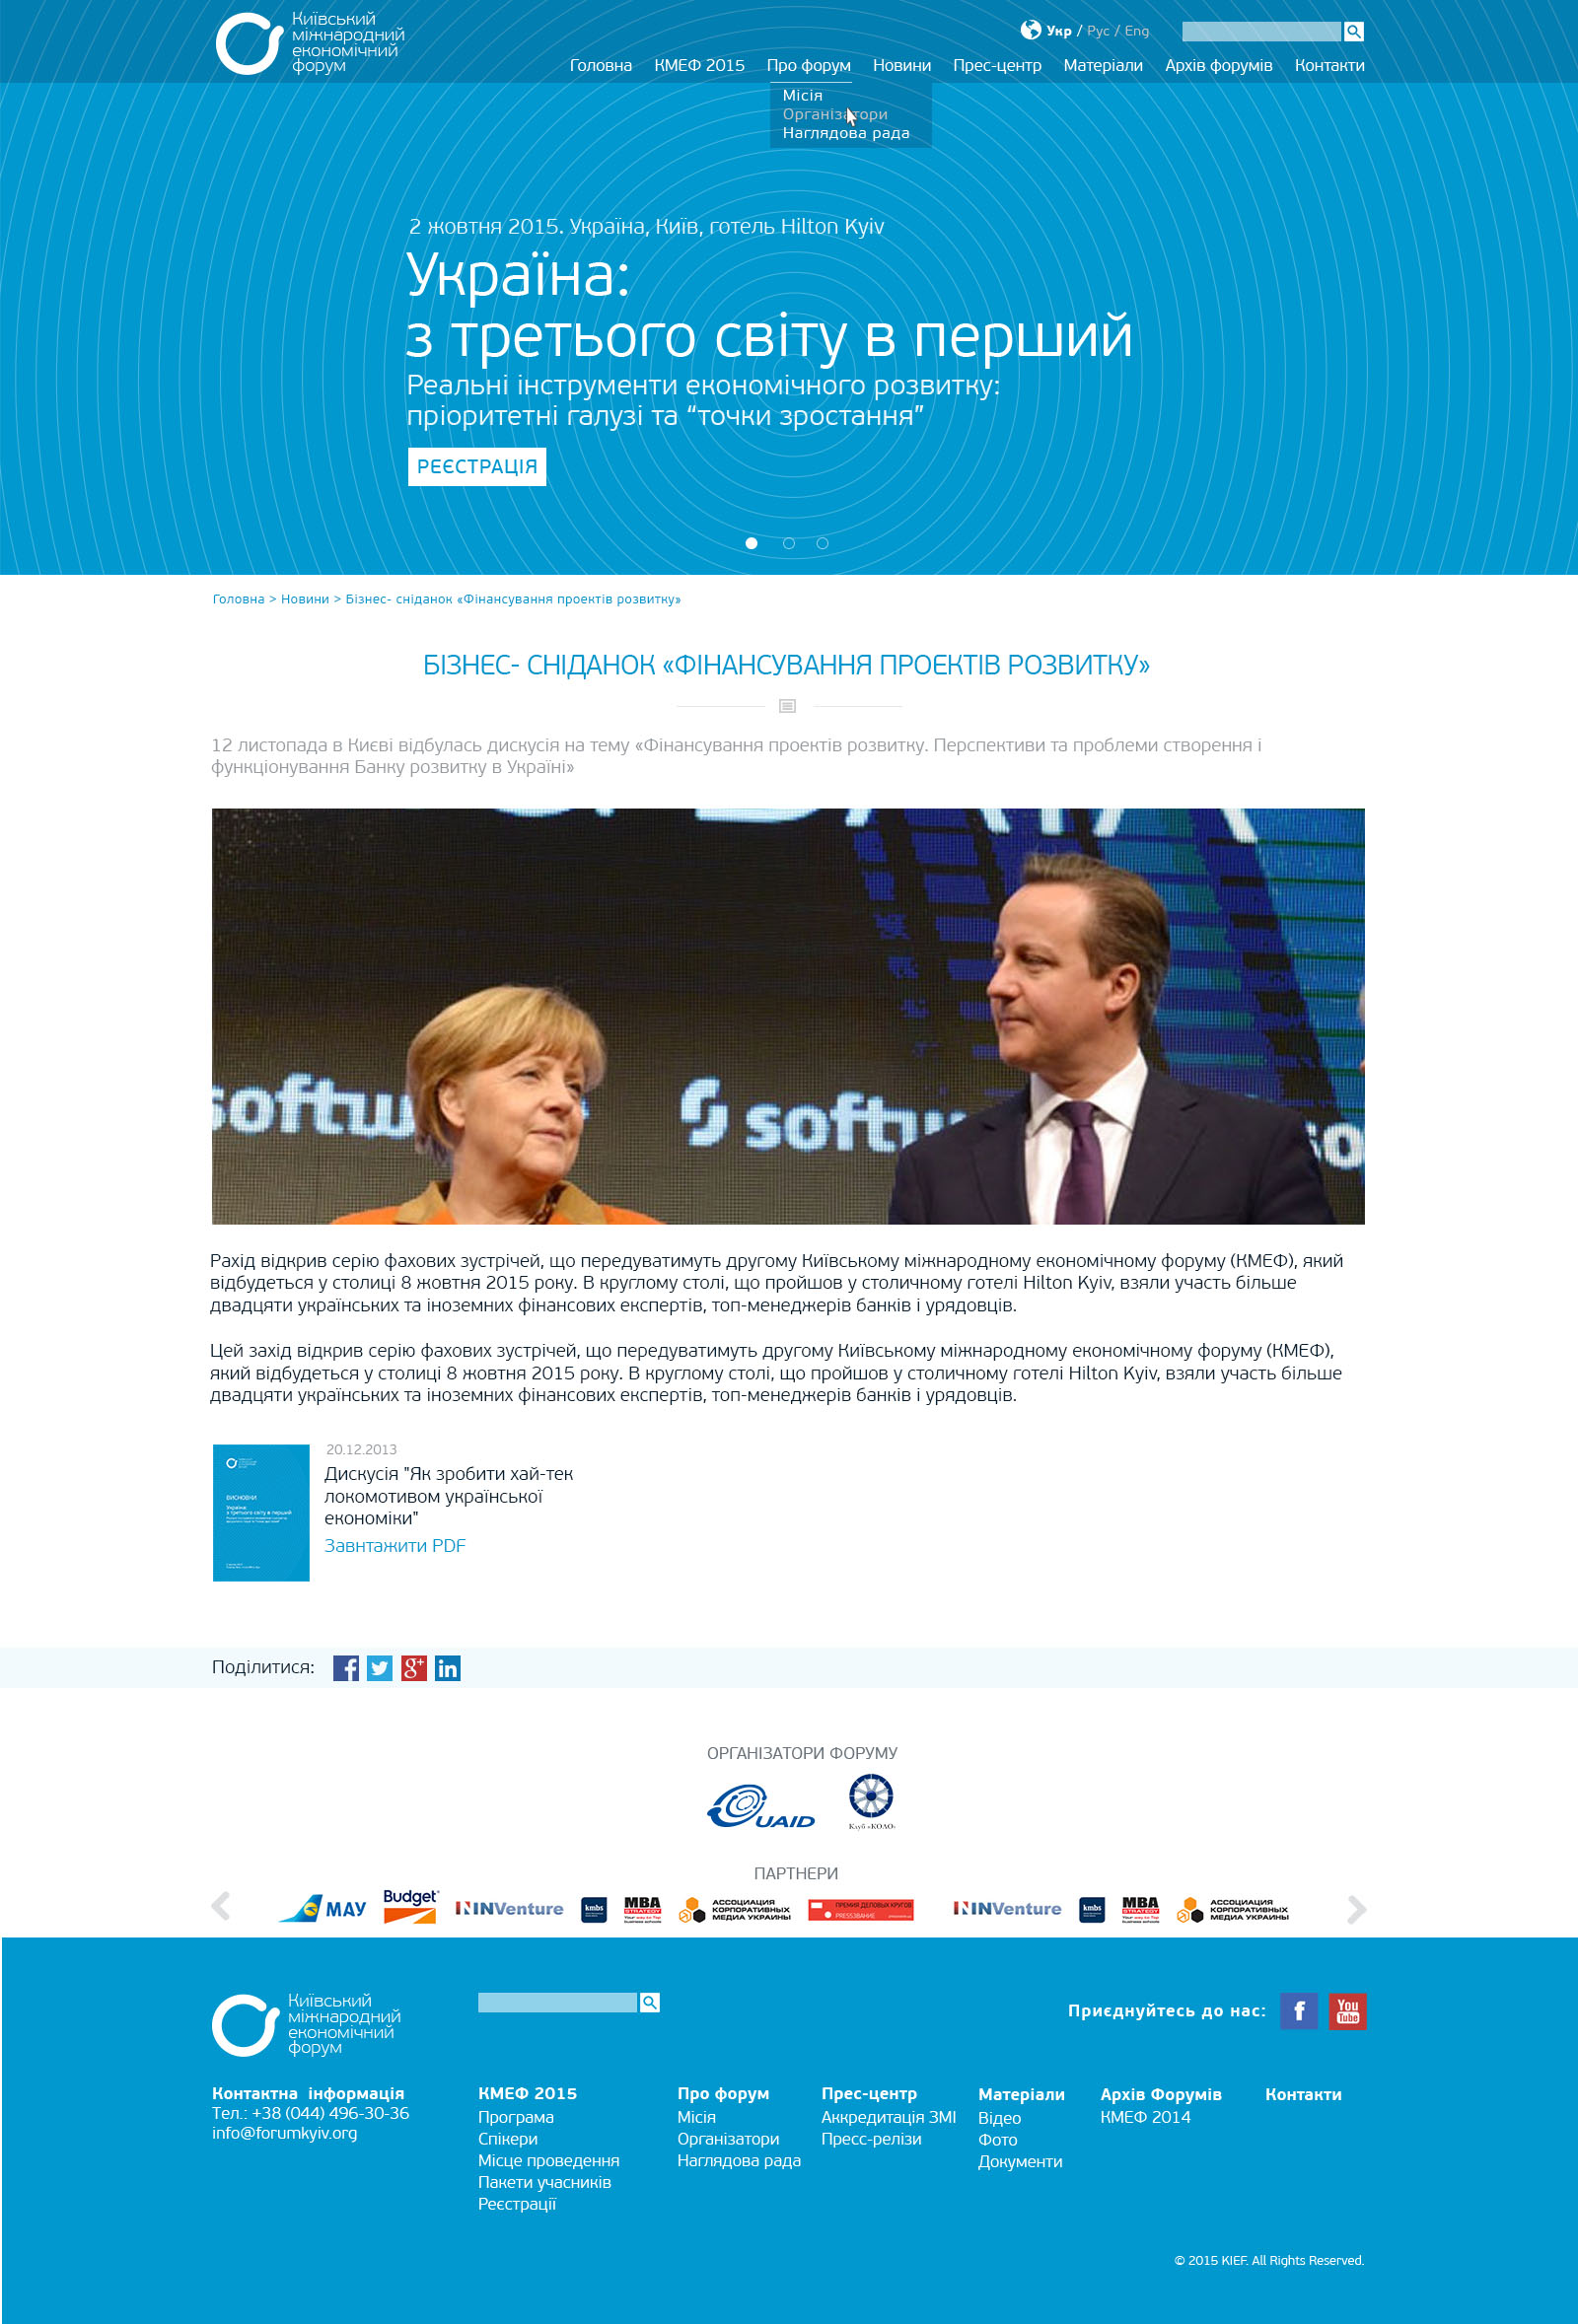 Київський
міжнародний
економічний
форум
Укр / Рус / Eng
Головна КМЕФ 2015 Про форум Новини Прес-центр Матеріали Архів форумів Контакти
Місія
Організатори
Наглядова рада
2 жовтня 2015. Україна, Київ, готель Hilton Kyiv
Україна:
з третього світу в перший
Реальні інструменти економічного розвитку:
пріоритетні галузі та “точки зростання”
РЕЄСТРАЦІЯ
Головна > Новини > Бізнес- сніданок «Фінансування проектів розвитку»
БІЗНЕС- СНІДАНОК «ФІНАНСУВАННЯ ПРОЕКТІВ РОЗВИТКУ»
12 листопада в Києві відбулась дискусія на тему «Фінансування проектів розвитку. Перспективи та проблеми створення і
функціонування Банку розвитку в Україні»
softw
softw
so
Рахід відкрив серію фахових зустрічей, що передуватимуть другому Київському міжнародному економічному форуму (КМЕФ), який
відбудеться у столиці 8 жовтня 2015 року. В круглому столі, що пройшов у столичному готелі Hilton Kyiv, взяли участь більше
двадцяти українських та іноземних фінансових експертів, топ-менеджерів банків і урядовців.
Цей захід відкрив серію фахових зустрічей, що передуватимуть другому Київському міжнародному економічному форуму (КМЕФ),
який відбудеться у столиці 8 жовтня 2015 року. В круглому столі, що пройшов у столичному готелі Hilton Kyiv, взяли участь більше
двадцяти українських та іноземних фінансових експертів, топ-менеджерів банків і урядовців.
ВИСНОВКИ
Україна:
з третього світу в перший
20.12.2013
Дискусія "Як зробити хай-тек
локомотивом української
економіки"
Завнтажити PDF
Поділитися:
ОРГАНІЗАТОРИ ФОРУМУ
UAID
Клуб «КОЛО»
ПАРТНЕРИ
МАУ
Budget
INVenture
kmbs
MBA
STRATEGY
АССОЦИАЦИЯ
КОРПОРАТИВНЫХ
МЕДИА УКРАИНЫ
ПРЕМИЯ ДЕЛОВЫХ КРУГОВ
PRESSЗВАНИЕ
INVenture
kmbs
MBA
STRATEGY
АССОЦИАЦИЯ
КОРПОРАТИВНЫХ
МЕДИА УКРАИНЫ
Київський
міжнародний
економічний
форум
Приєднуйтесь до нас:
You
Tube
Контактна інформація
Тел.: +38 (044) 496-30-36
info@forumkyiv.org
КМЕФ 2015
Програма
Спікери
Місце проведення
Пакети учасників
Реєстрації
Про форум
Місія
Організатори
Наглядова рада
Прес-центр
Аккредитація ЗМІ
Пресс-релізи
Матеріали
Відео
Фото
Документи
Архів Форумів
КМЕФ 2014
Контакти
© 2015 KIEF. All Rights Reserved.